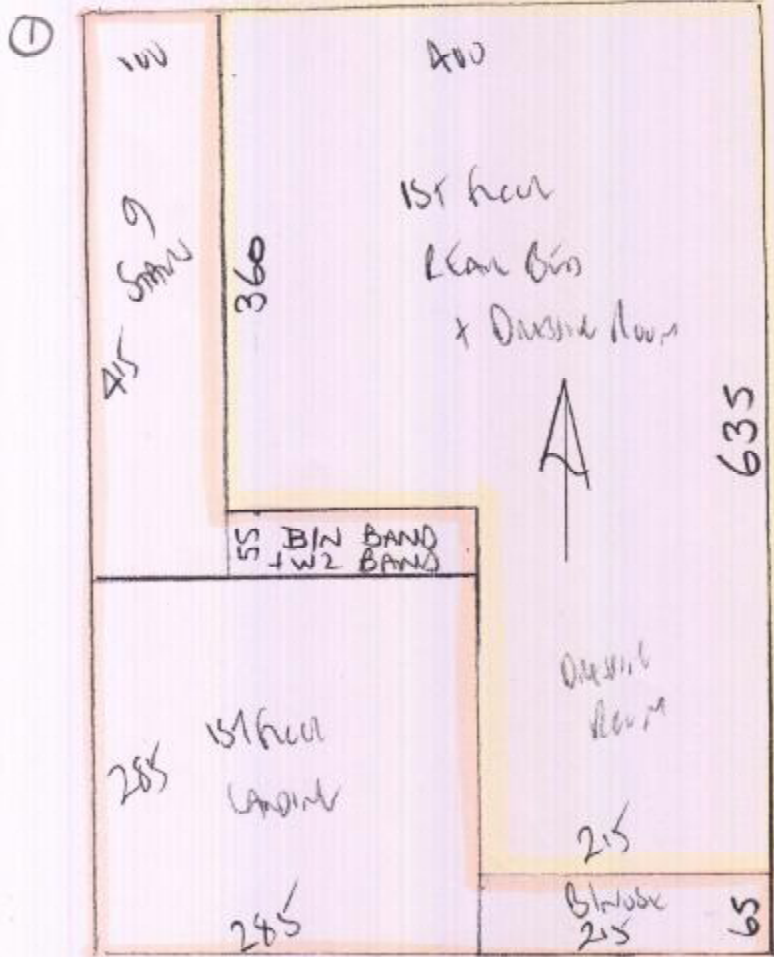 1
100
400
9
STAIR
415
360
1ST Floor
REAR BED
+ Dressing Room
635
55
B/N BAND
+ W2 BAND
Dressing
Room
1st Floor
LANDING
285
285
215
215
65